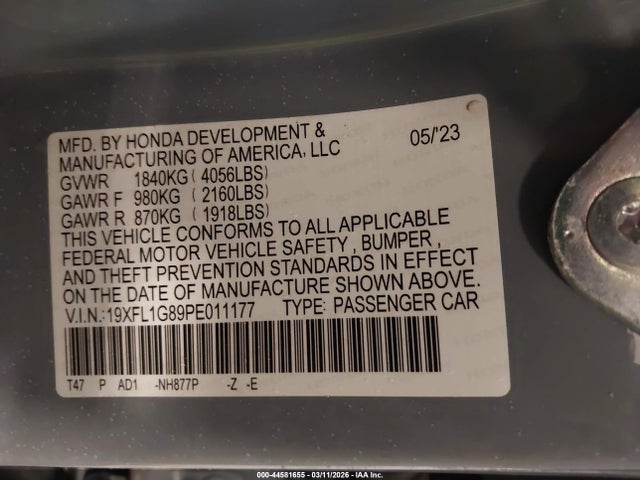 MFD. BY HONDA DEVELOPMENT & 05/'23
MANUFACTURING OF AMERICA, LLC
GVWR 1840KG ( 4056LBS)
GAWR F 980KG ( 2160LBS)
GAWR R 870KG ( 1918LBS)
THIS VEHICLE CONFORMS TO ALL APPLICABLE
FEDERAL MOTOR VEHICLE SAFETY , BUMPER ,
AND THEFT PREVENTION STANDARDS IN EFFECT
ON THE DATE OF MANUFACTURE SHOWN ABOVE.
V.I.N.:19XFL1G89PE011177 TYPE: PASSENGER CAR
T47 P AD1 -NH877P -Z -E
000-44581655 - 03/11/2026 - IAA Inc.